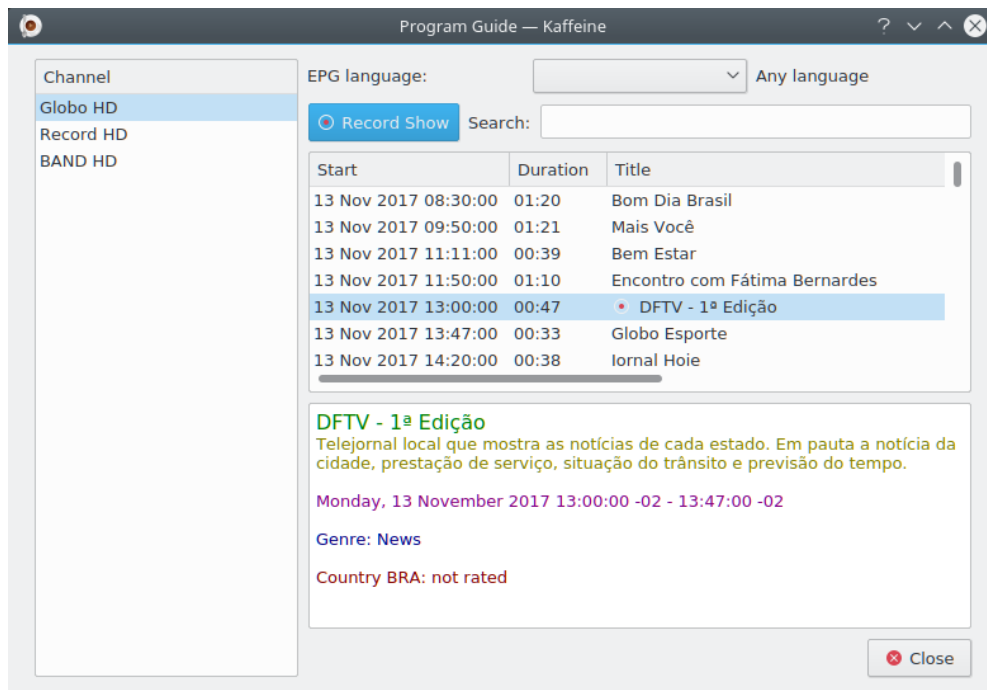 Program Guide — Kaffeine
Channel
Globo HD
Record HD
BAND HD
EPG language: Any language
Record Show Search:
Start Duration Title
13 Nov 2017 08:30:00 01:20 Bom Dia Brasil
13 Nov 2017 09:50:00 01:21 Mais Você
13 Nov 2017 11:11:00 00:39 Bem Estar
13 Nov 2017 11:50:00 01:10 Encontro com Fátima Bernardes
13 Nov 2017 13:00:00 00:47 DFTV - 1ª Edição
13 Nov 2017 13:47:00 00:33 Globo Esporte
13 Nov 2017 14:20:00 00:38 Jornal Hoje
DFTV - 1ª Edição
Telejornal local que mostra as notícias de cada estado. Em pauta a notícia da
cidade, prestação de serviço, situação do trânsito e previsão do tempo.
Monday, 13 November 2017 13:00:00 -02 - 13:47:00 -02
Genre: News
Country BRA: not rated
Close